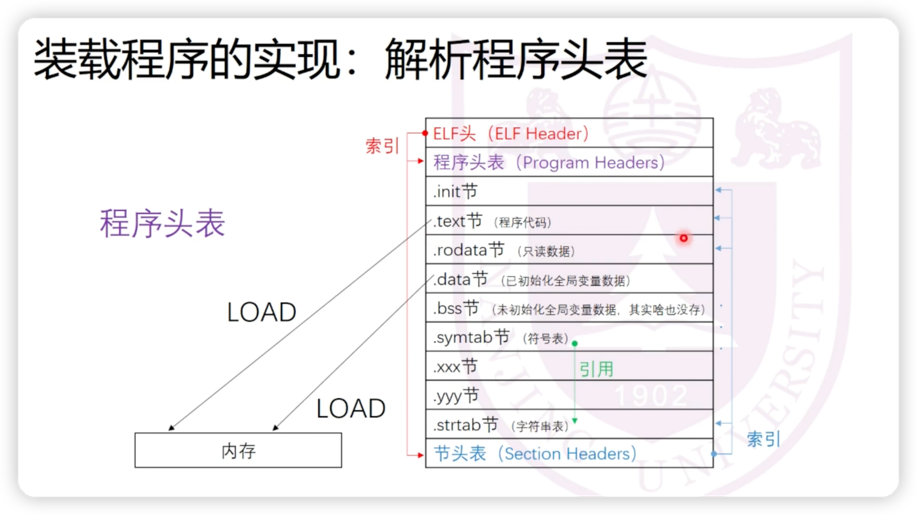 装载程序的实现：解析程序头表
索引
ELF头（ELF Header）
程序头表（Program Headers）
.init节
程序头表
.text节（程序代码）
.rodata节（只读数据）
.data节（已初始化全局变量数据）
LOAD
.bss节（未初始化全局变量数据，其实啥也没存）
.symtab节（符号表）
.xxx节
引用
.yyy节
1902
LOAD
.strtab节（字符串表）
索引
内存
节头表（Section Headers）
NANJING UNIVERSITY